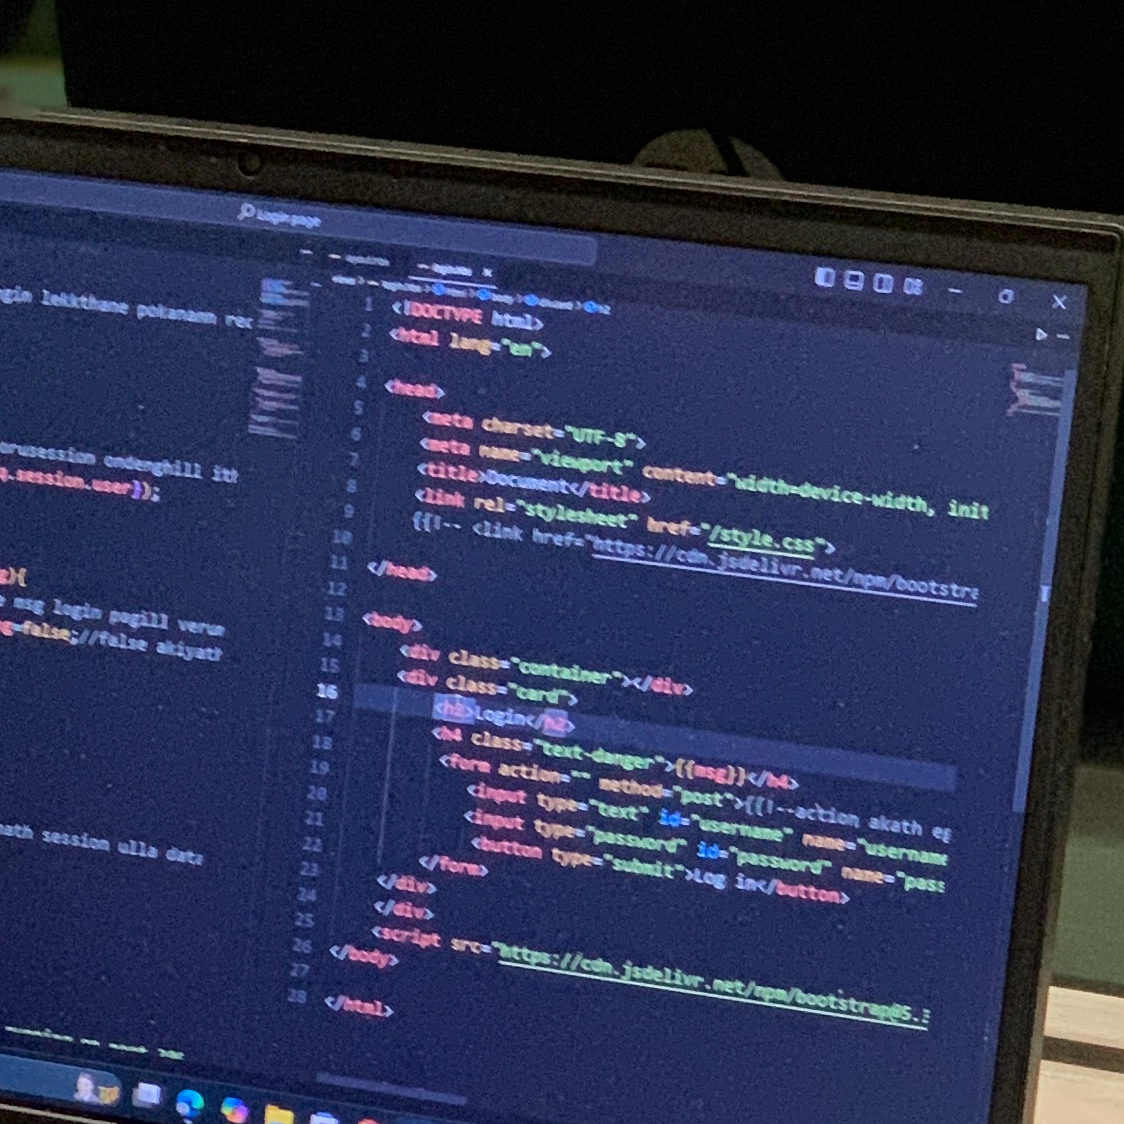 Login page
gin lekkthane pokanam rec
orusession ondenghill ith
q.session.user});
g){
e msg login pagill verun
g=false;//false akiyath
ath session ulla data
1 <!DOCTYPE html>
2 <html lang="en">
3
4 <head>
5 <meta charset="UTF-8">
6 <meta name="viewport" content="width=device-width, init
7 <title>Document</title>
8 <link rel="stylesheet" href="/style.css">
9 {{!-- <link href="https://cdn.jsdelivr.net/npm/bootstra
10
11 </head>
12
13 <body>
14 <div class="container"></div>
15 <div class="card">
16 <h2>Login</h2>
17 <h4 class="text-danger">{{msg}}</h4>
18 <form action="" method="post">{{!--action akath
19 <input type="text" id="username" name="username
20 <input type="password" id="password" name="pass
21 <button type="submit">Log in</button>
22 </form>
23 </div>
24 </div>
25 <script src="https://cdn.jsdelivr.net/npm/bootstrap@5.3
26 </body>
27
28 </html>